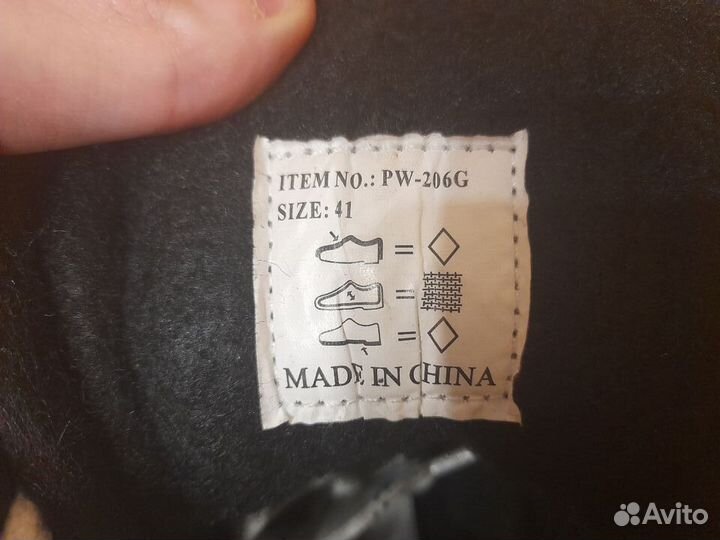 ITEM NO.: PW-206G
SIZE: 41
=
=
=
MADE IN CHINA
Avito